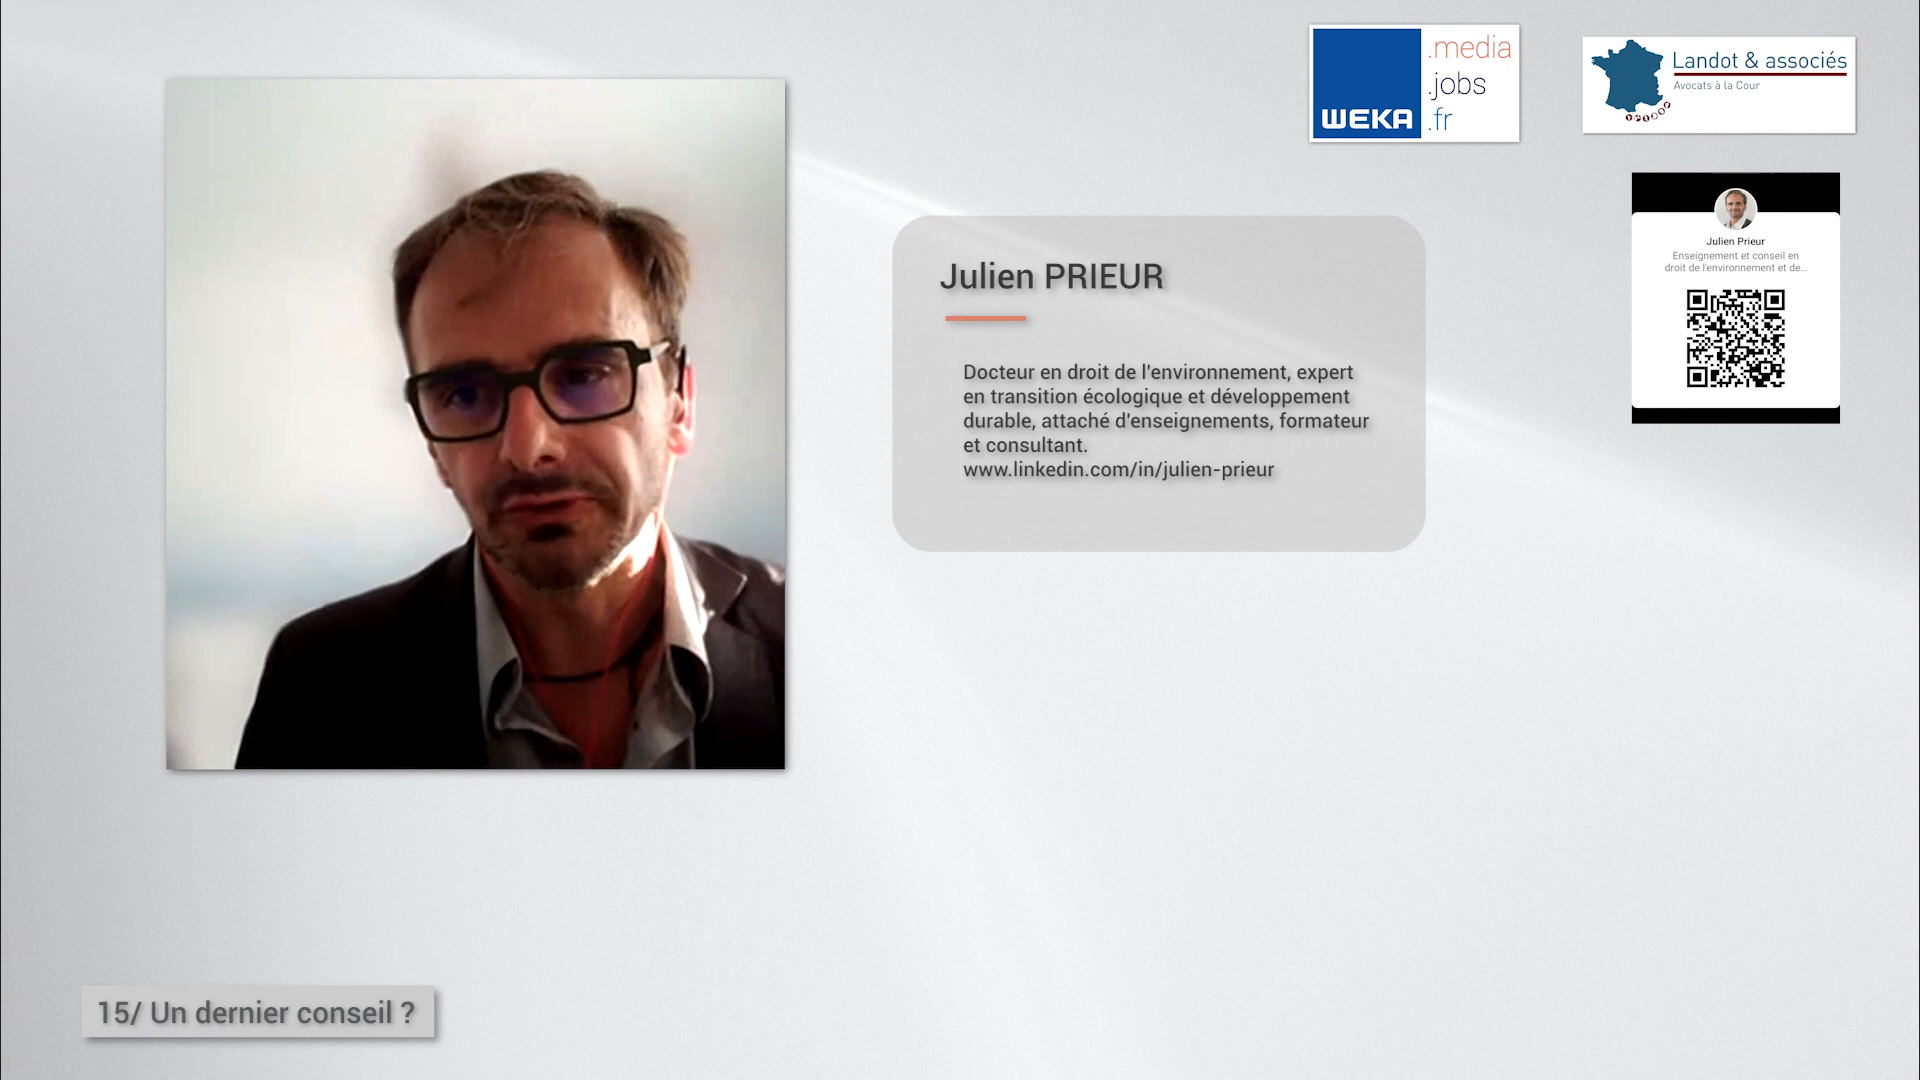 WEKA
.media
.jobs
.fr
Landot & associés
Avocats à la Cour
Julien Prieur
Enseignement et conseil en
droit de l'environnement et de...
Julien PRIEUR
Docteur en droit de l'environnement, expert
en transition écologique et développement
durable, attaché d'enseignements, formateur
et consultant.
www.linkedin.com/in/julien-prieur
15/ Un dernier conseil ?